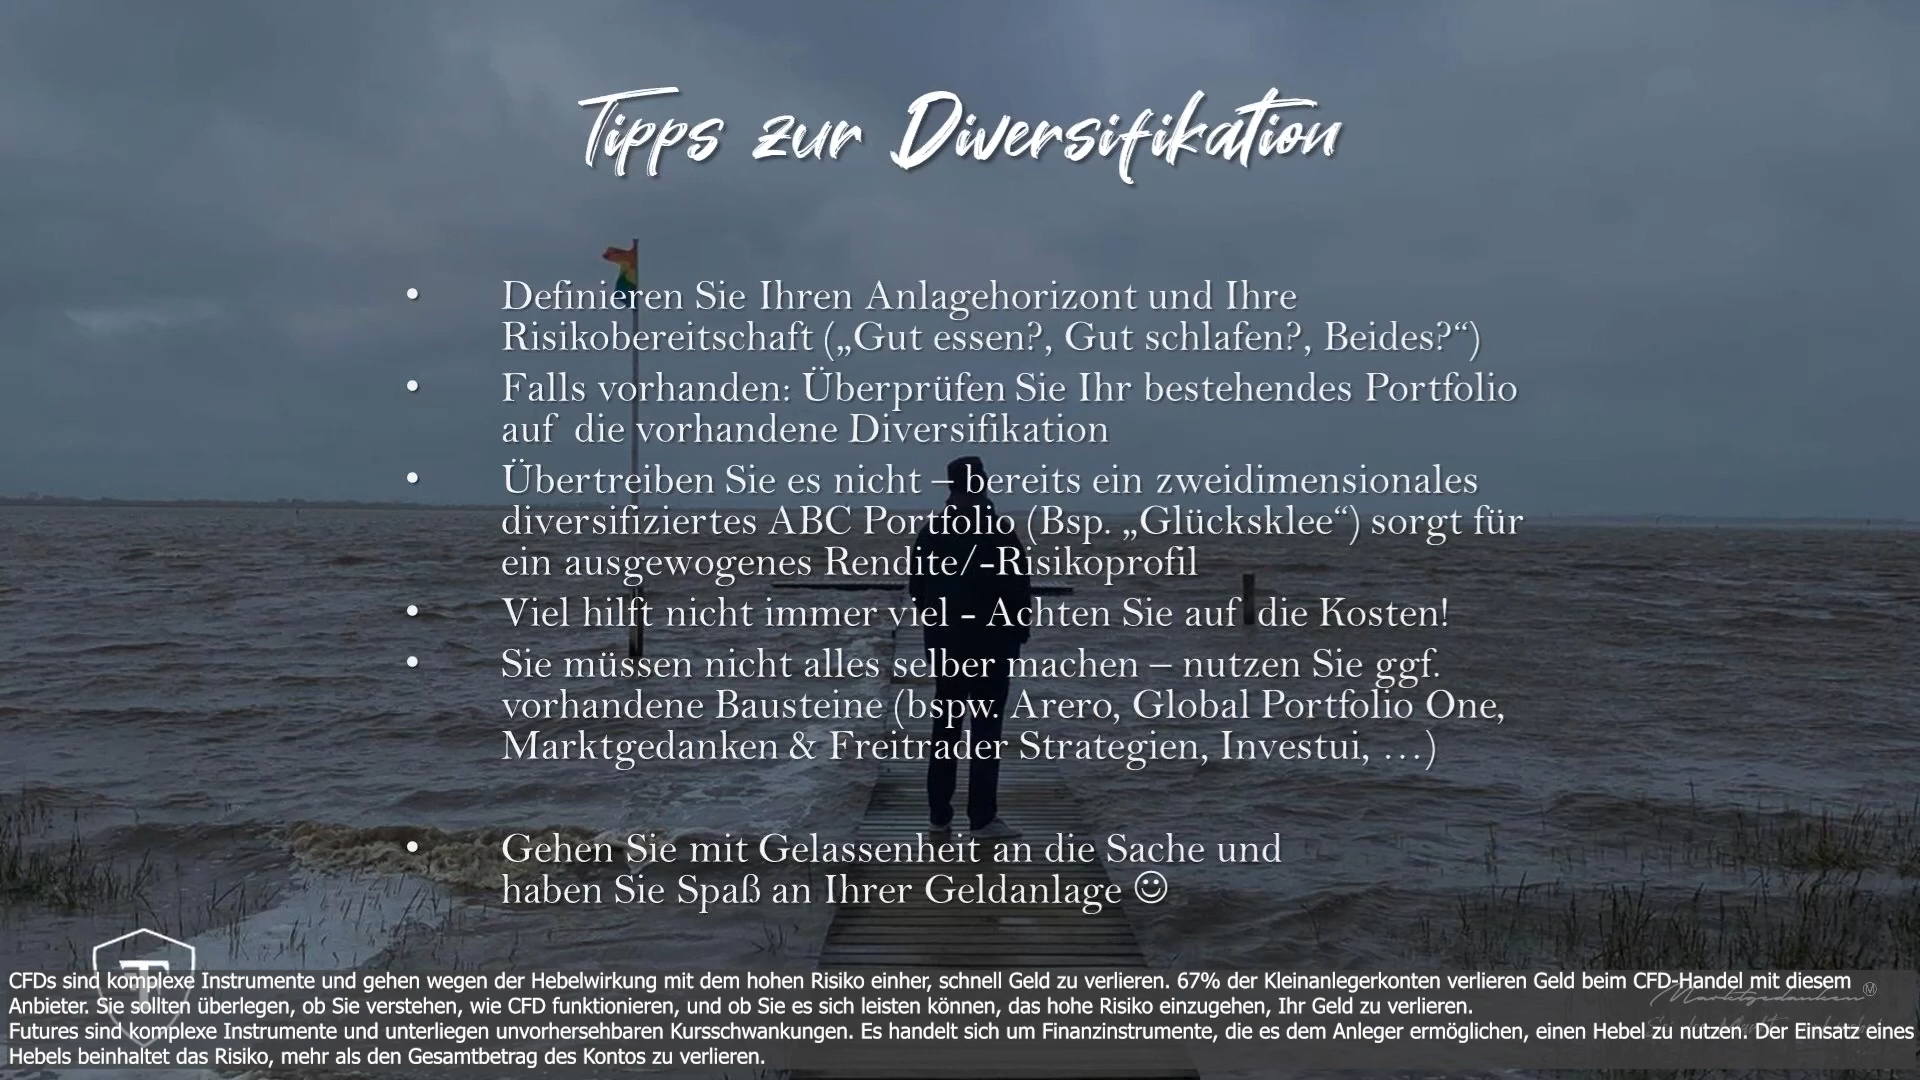 Tipps zur Diversifikation
• Definieren Sie Ihren Anlagehorizont und Ihre
Risikobereitschaft („Gut essen?, Gut schlafen?, Beides?“)
• Falls vorhanden: Überprüfen Sie Ihr bestehendes Portfolio
auf die vorhandene Diversifikation
• Übertreiben Sie es nicht – bereits ein zweidimensionales
diversifiziertes ABC Portfolio (Bsp. „Glücksklee“) sorgt für
ein ausgewogenes Rendite/-Risikoprofil
• Viel hilft nicht immer viel - Achten Sie auf die Kosten!
• Sie müssen nicht alles selber machen – nutzen Sie ggf.
vorhandene Bausteine (bspw. Arero, Global Portfolio One,
Marktgedanken & Freitrader Strategien, Investui, …)
• Gehen Sie mit Gelassenheit an die Sache und
haben Sie Spaß an Ihrer Geldanlage ☺
CFDs sind komplexe Instrumente und gehen wegen der Hebelwirkung mit dem hohen Risiko einher, schnell Geld zu verlieren. 67% der Kleinanlegerkonten verlieren Geld beim CFD-Handel mit diesem
Anbieter. Sie sollten überlegen, ob Sie verstehen, wie CFD funktionieren, und ob Sie es sich leisten können, das hohe Risiko einzugehen, Ihr Geld zu verlieren.
Futures sind komplexe Instrumente und unterliegen unvorhersehbaren Kursschwankungen. Es handelt sich um Finanzinstrumente, die es dem Anleger ermöglichen, einen Hebel zu nutzen. Der Einsatz eines
Hebels beinhaltet das Risiko, mehr als den Gesamtbetrag des Kontos zu verlieren.
Marktgedanken